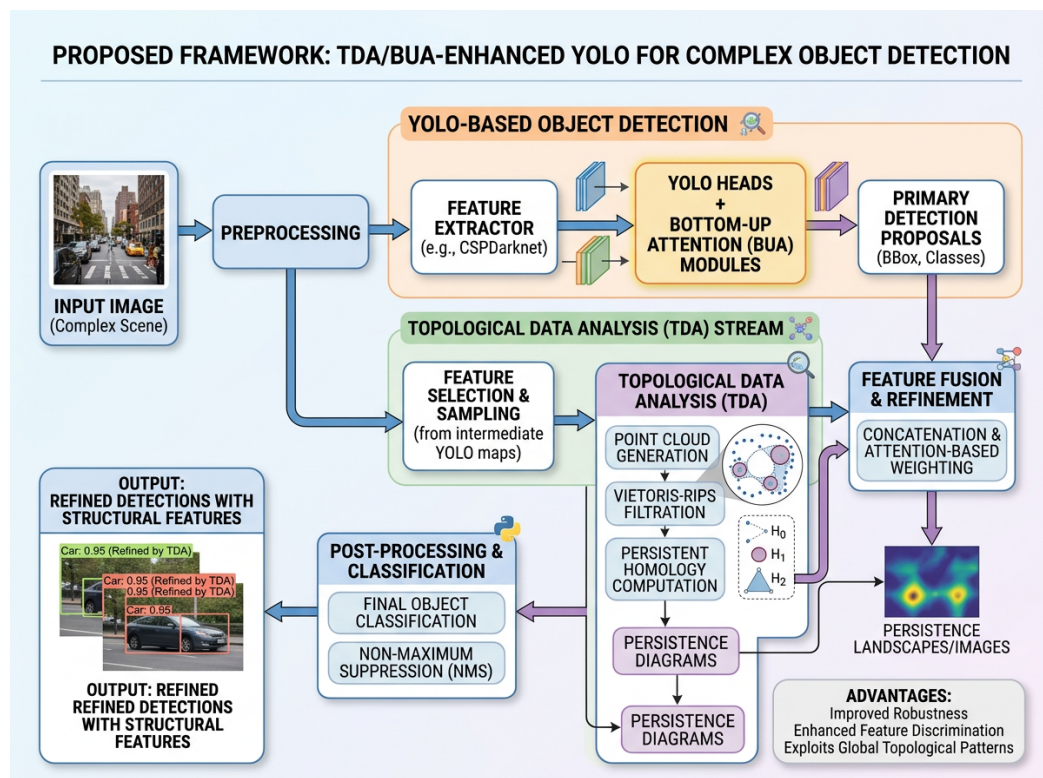 PROPOSED FRAMEWORK: TDA/BUA-ENHANCED YOLO FOR COMPLEX OBJECT DETECTION
YOLO-BASED OBJECT DETECTION
INPUT IMAGE
(Complex Scene)
PREPROCESSING
FEATURE
EXTRACTOR
(e.g., CSPDarknet)
YOLO HEADS
+
BOTTOM-UP
ATTENTION (BUA)
MODULES
PRIMARY
DETECTION
PROPOSALS
(BBox, Classes)
TOPOLOGICAL DATA ANALYSIS (TDA) STREAM
FEATURE
SELECTION &
SAMPLING
(from intermediate
YOLO maps)
TOPOLOGICAL DATA
ANALYSIS (TDA)
POINT CLOUD
GENERATION
VIETORIS-RIPS
FILTRATION
PERSISTENT
HOMOLOGY
COMPUTATION
H₀
H₁
H₂
PERSISTENCE
DIAGRAMS
PERSISTENCE
DIAGRAMS
FEATURE FUSION
& REFINEMENT
CONCATENATION &
ATTENTION-BASED
WEIGHTING
PERSISTENCE
LANDSCAPES/IMAGES
POST-PROCESSING &
CLASSIFICATION
FINAL OBJECT
CLASSIFICATION
NON-MAXIMUM
SUPPRESSION (NMS)
OUTPUT:
REFINED DETECTIONS WITH
STRUCTURAL FEATURES
Car: 0.95 (Refined by TDA)
Car: 0.95 (Refined by TDA)
0.95 (Refined by TDA)
Car: 0.95
OUTPUT: REFINED
REFINED DETECTIONS
WITH STRUCTURAL
FEATURES
ADVANTAGES:
Improved Robustness
Enhanced Feature Discrimination
Exploits Global Topological Patterns